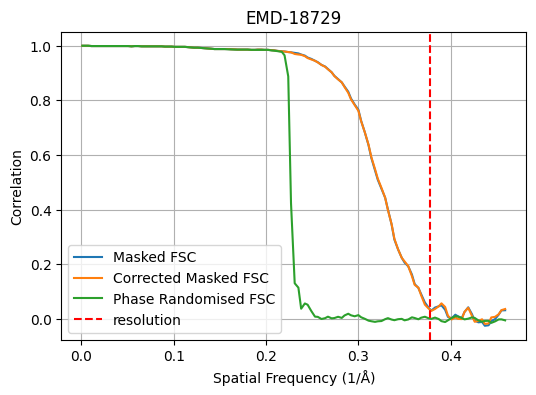 EMD-18729
1.0
0.8
0.6
0.4
0.2
0.0
Correlation
Masked FSC
Corrected Masked FSC
Phase Randomised FSC
resolution
0.0
0.1
0.2
0.3
0.4
Spatial Frequency (1/Å)